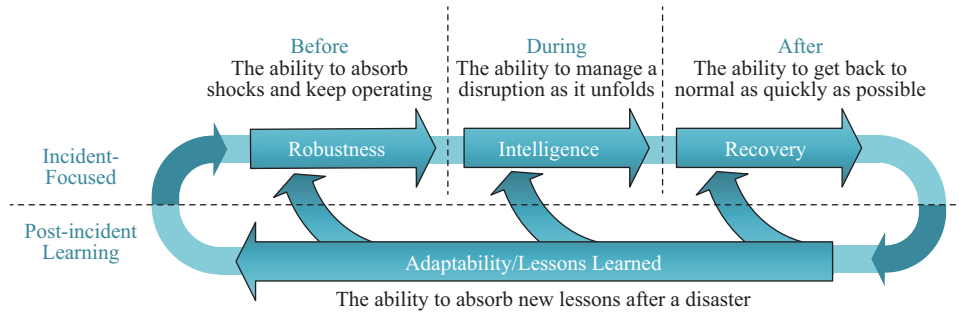 Before
The ability to absorb
shocks and keep operating
During
The ability to manage a
disruption as it unfolds
After
The ability to get back to
normal as quickly as possible
Incident-
Focused
Robustness
Intelligence
Recovery
Post-incident
Learning
Adaptability/Lessons Learned
The ability to absorb new lessons after a disaster